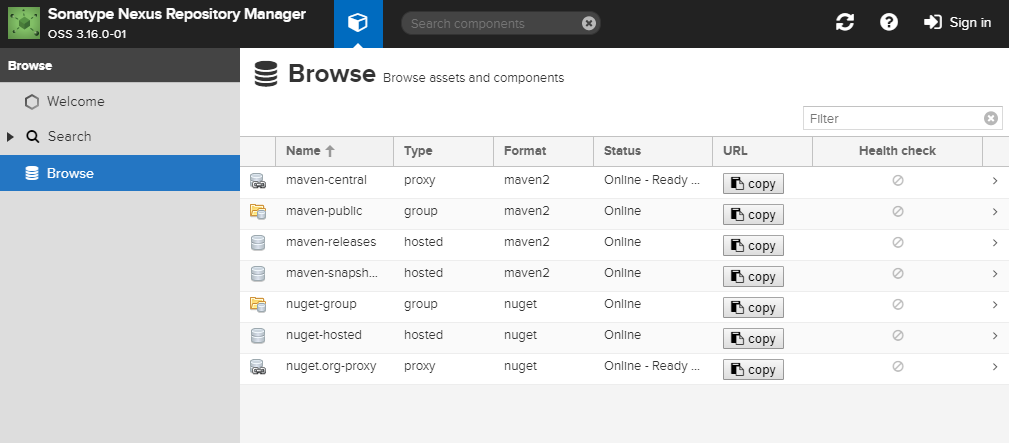 Sonatype Nexus Repository Manager
OSS 3.16.0-01
Search components
Sign in
Browse
Welcome
Search
Browse
Browse Browse assets and components
Filter
Name Type Format Status URL Health check
maven-central proxy maven2 Online - Ready ... copy
maven-public group maven2 Online copy
maven-releases hosted maven2 Online copy
maven-snapsh... hosted maven2 Online copy
nuget-group group nuget Online copy
nuget-hosted hosted nuget Online copy
nuget.org-proxy proxy nuget Online - Ready ... copy